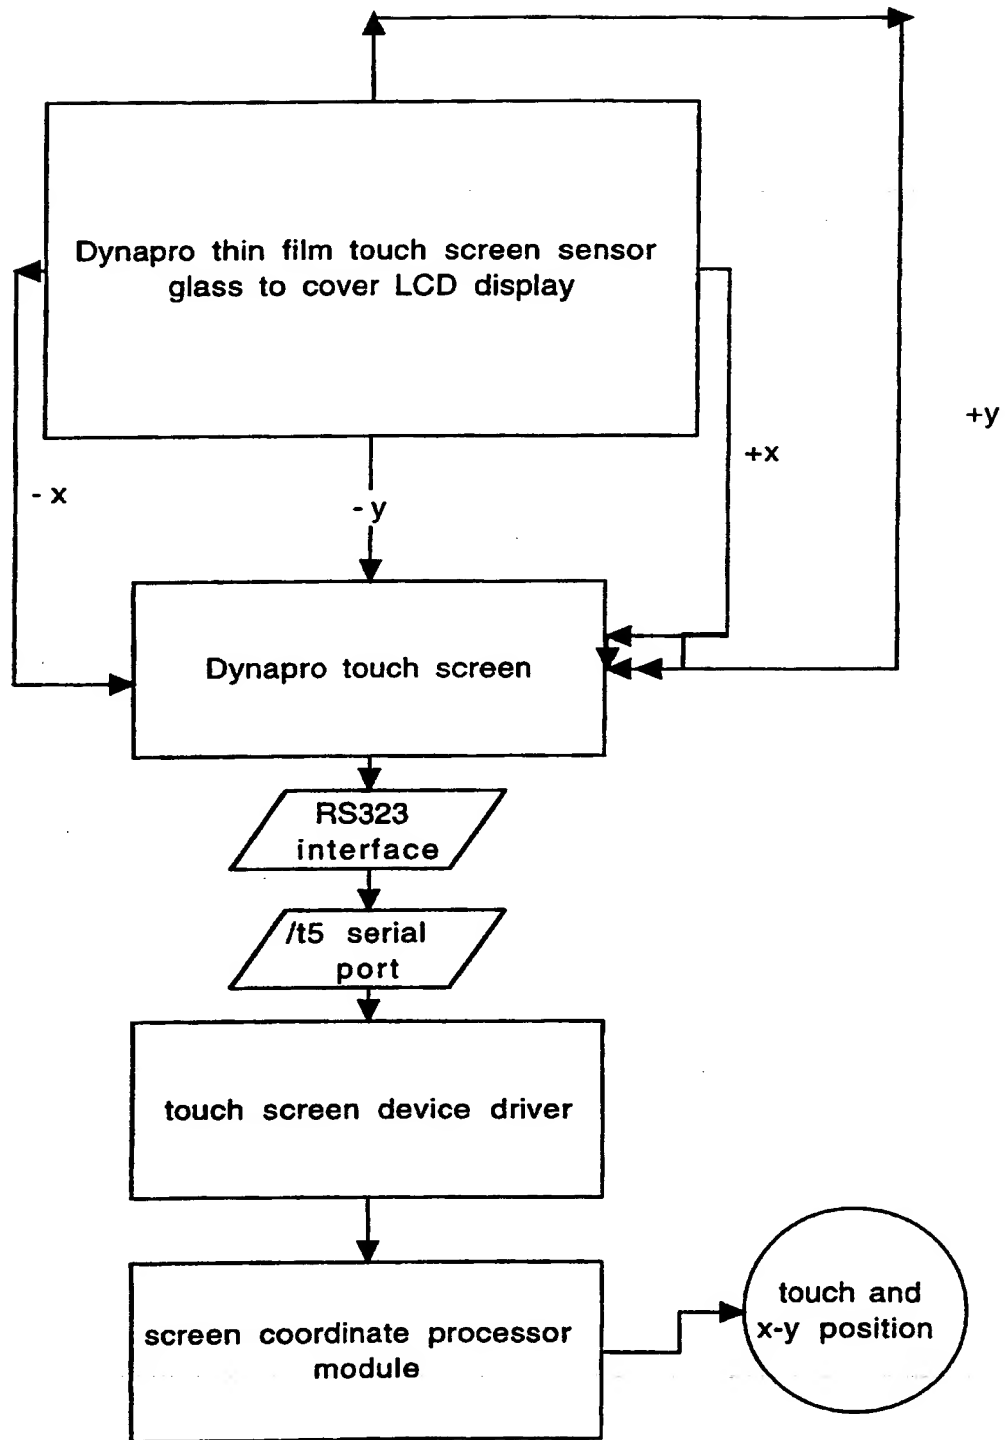 Dynapro thin film touch screen sensor
glass to cover LCD display
+y
+x
- x
- y
Dynapro touch screen
RS323
interface
/t5 serial
port
touch screen device driver
touch and
x-y position
screen coordinate processor
module